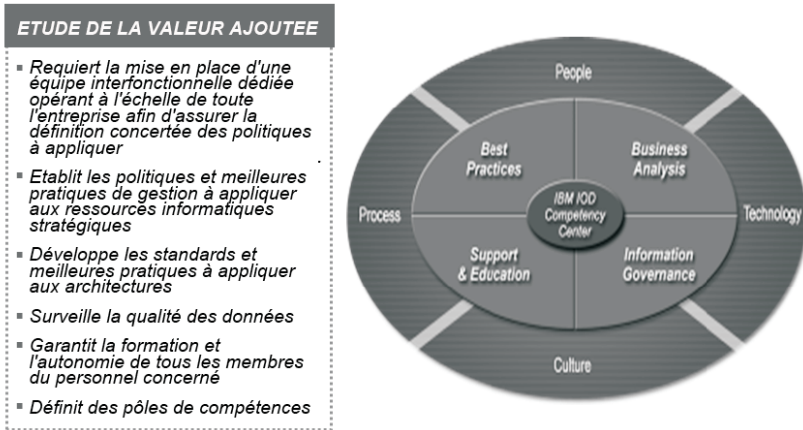 ETUDE DE LA VALEUR AJOUTEE
▪ Requiert la mise en place d'une
équipe interfonctionnelle dédiée
opérant à l'échelle de toute
l'entreprise afin d'assurer la
définition concertée des politiques
à appliquer
.
▪ Etablit les politiques et meilleures
pratiques de gestion à appliquer
aux ressources informatiques
stratégiques
▪ Développe les standards et
meilleures pratiques à appliquer
aux architectures
▪ Surveille la qualité des données
▪ Garantit la formation et
l'autonomie de tous les membres
du personnel concerné
▪ Définit des pôles de compétences
People
Best
Practices
Business
Analysis
IBM IOD
Competency
Center
Process
Technology
Support
& Education
Information
Governance
Culture